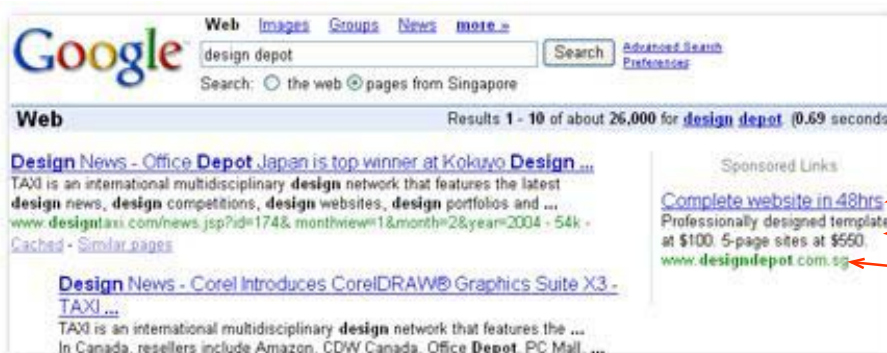 Google
Web Images Groups News more »
design depot Search Advanced Search
Preferences
Search: the web pages from Singapore
Web Results 1 - 10 of about 26,000 for design depot (0.69 seconds
Design News - Office Depot Japan is top winner at Kokuyo Design ...
TAXI is an international multidisciplinary design network that features the latest
design news, design competitions, design websites, design portfolios and ...
www.designtaxi.com/news.jsp?id=174& monthview=1&month=2&year=2004 - 54k -
Cached - Similar pages
Design News - Corel Introduces CorelDRAW® Graphics Suite X3 -
TAXI ...
TAXI is an international multidisciplinary design network that features the ...
In Canada, resellers include Amazon, CDW Canada, Office Depot, PC Mall, ...
Sponsored Links
Complete website in 48hrs
Professionally designed template
at $100. 5-page sites at $550.
www.designdepot.com.sg